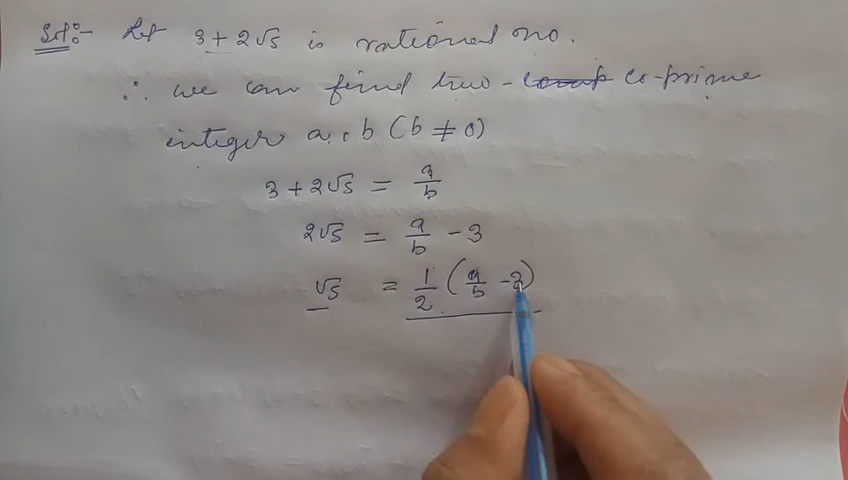 Sol:-  Let 3 + 2√5 is rational no.
∴ we can find two co-prime
integer a, b (b ≠ 0)
3 + 2√5 = a/b
2√5 = a/b - 3
√5 = 1/2 (a/b - 3)